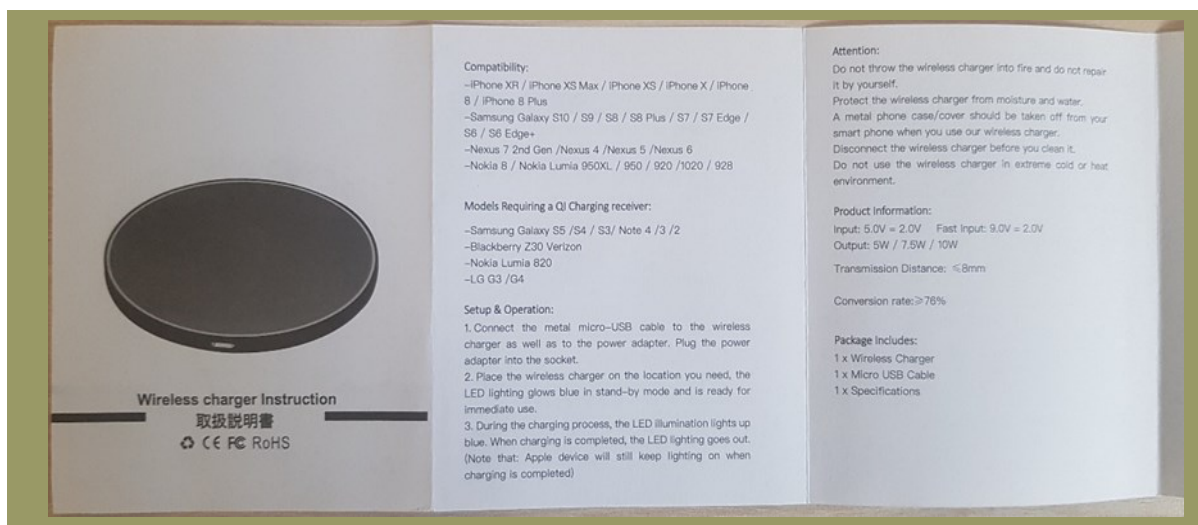 Wireless charger Instruction
取扱説明書
CE FC RoHS
Compatibility:
-iPhone XR / iPhone XS Max / iPhone XS / iPhone X / iPhone
8 / iPhone 8 Plus
-Samsung Galaxy S10 / S9 / S8 / S8 Plus / S7 / S7 Edge /
S6 / S6 Edge+
-Nexus 7 2nd Gen /Nexus 4 /Nexus 5 /Nexus 6
-Nokia 8 / Nokia Lumia 950XL / 950 / 920 /1020 / 928
Models Requiring a QI Charging receiver:
-Samsung Galaxy S5 /S4 / S3/ Note 4 /3 /2
-Blackberry Z30 Verizon
-Nokia Lumia 820
-LG G3 /G4
Setup & Operation:
1. Connect the metal micro-USB cable to the wireless
charger as well as to the power adapter. Plug the power
adapter into the socket.
2. Place the wireless charger on the location you need, the
LED lighting glows blue in stand-by mode and is ready for
immediate use.
3. During the charging process, the LED illumination lights up
blue. When charging is completed, the LED lighting goes out.
(Note that: Apple device will still keep lighting on when
charging is completed)
Attention:
Do not throw the wireless charger into fire and do not repair
it by yourself.
Protect the wireless charger from moisture and water.
A metal phone case/cover should be taken off from your
smart phone when you use our wireless charger.
Disconnect the wireless charger before you clean it.
Do not use the wireless charger in extreme cold or heat
environment.
Product Information:
Input: 5.0V = 2.0V Fast Input: 9.0V = 2.0V
Output: 5W / 7.5W / 10W
Transmission Distance: ≤8mm
Conversion rate:≥76%
Package Includes:
1 x Wireless Charger
1 x Micro USB Cable
1 x Specifications